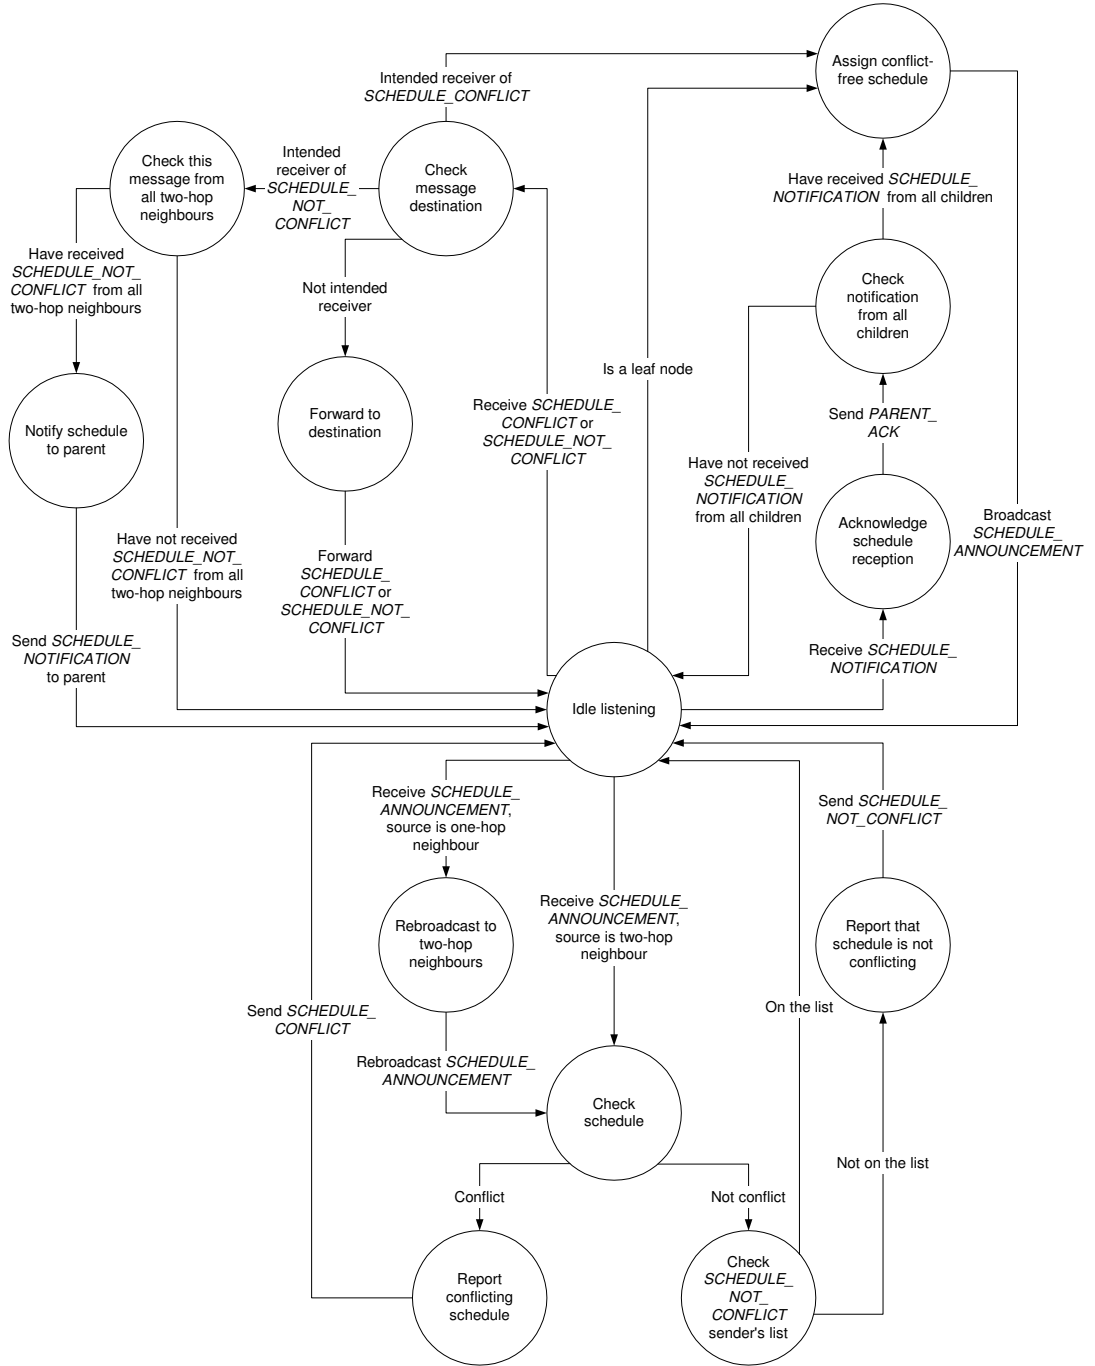 Assign conflict-
free schedule
Intended receiver of
SCHEDULE_CONFLICT
Check this
message from
all two-hop
neighbours
Intended
receiver of
SCHEDULE_
NOT_
CONFLICT
Check
message
destination
Have received SCHEDULE_
NOTIFICATION from all children
Have received
SCHEDULE_NOT_
CONFLICT from all
two-hop neighbours
Not intended
receiver
Check
notification
from all
children
Is a leaf node
Notify schedule
to parent
Forward to
destination
Receive SCHEDULE_
CONFLICT or
SCHEDULE_NOT_
CONFLICT
Send PARENT_
ACK
Have not received
SCHEDULE_
NOTIFICATION
from all children
Acknowledge
schedule
reception
Broadcast
SCHEDULE_
ANNOUNCEMENT
Have not received
SCHEDULE_NOT_
CONFLICT from all
two-hop neighbours
Forward
SCHEDULE_
CONFLICT or
SCHEDULE_NOT_
CONFLICT
Send SCHEDULE_
NOTIFICATION
to parent
Receive SCHEDULE_
NOTIFICATION
Idle listening
Receive SCHEDULE_
ANNOUNCEMENT,
source is one-hop
neighbour
Send SCHEDULE_
NOT_CONFLICT
Rebroadcast to
two-hop
neighbours
Receive SCHEDULE_
ANNOUNCEMENT,
source is two-hop
neighbour
Report that
schedule is not
conflicting
Send SCHEDULE_
CONFLICT
On the list
Rebroadcast SCHEDULE_
ANNOUNCEMENT
Check
schedule
Not on the list
Conflict
Not conflict
Report
conflicting
schedule
Check
SCHEDULE_
NOT_
CONFLICT
sender's list